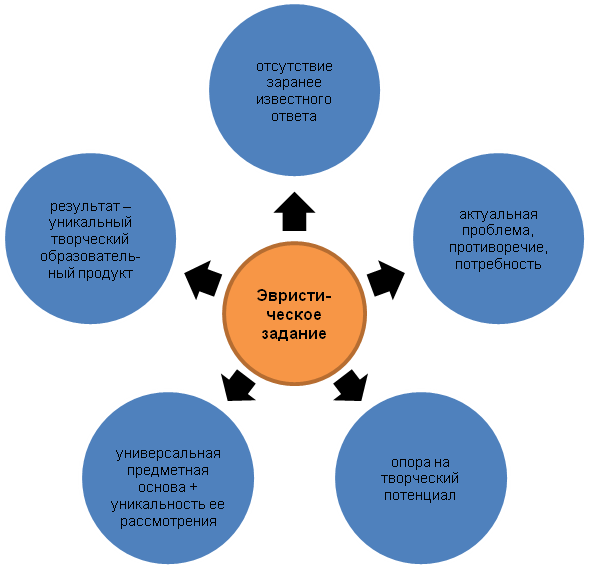 отсутствие
заранее
известного
ответа
результат –
уникальный
творческий
образователь-
ный продукт
актуальная
проблема,
противоречие,
потребность
Эвристи-
ческое
задание
универсальная
предметная
основа +
уникальность ее
рассмотрения
опора на
творческий
потенциал